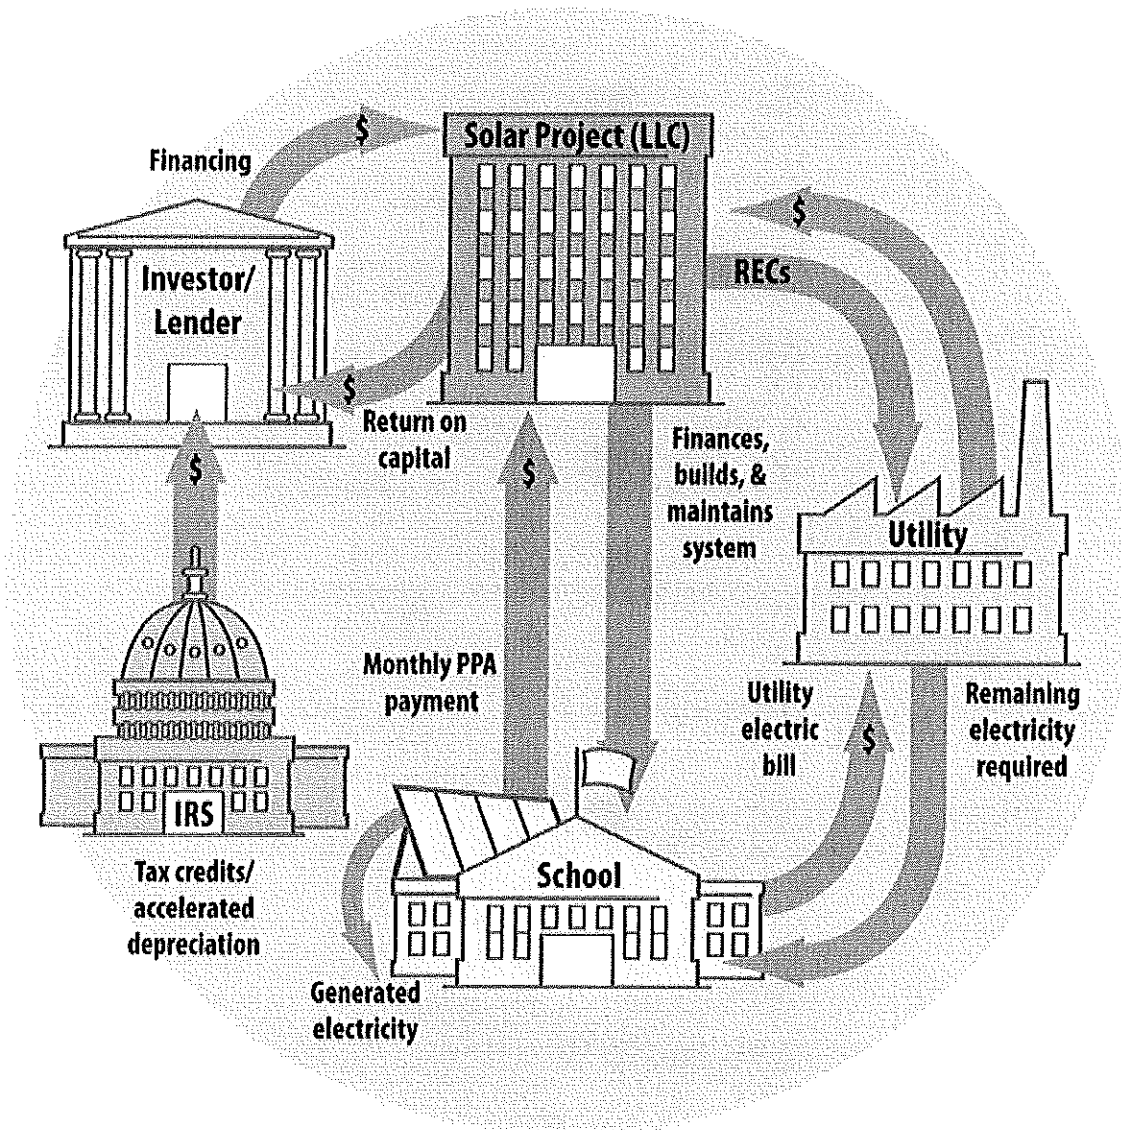 $
Solar Project (LLC)
Financing
$
RECs
Investor/
Lender
$
Return on
capital
$
$
Finances,
builds, &
maintains
system
Utility
Monthly PPA
payment
Utility
electric
bill
$
Remaining
electricity
required
IRS
Tax credits/
accelerated
depreciation
School
Generated
electricity